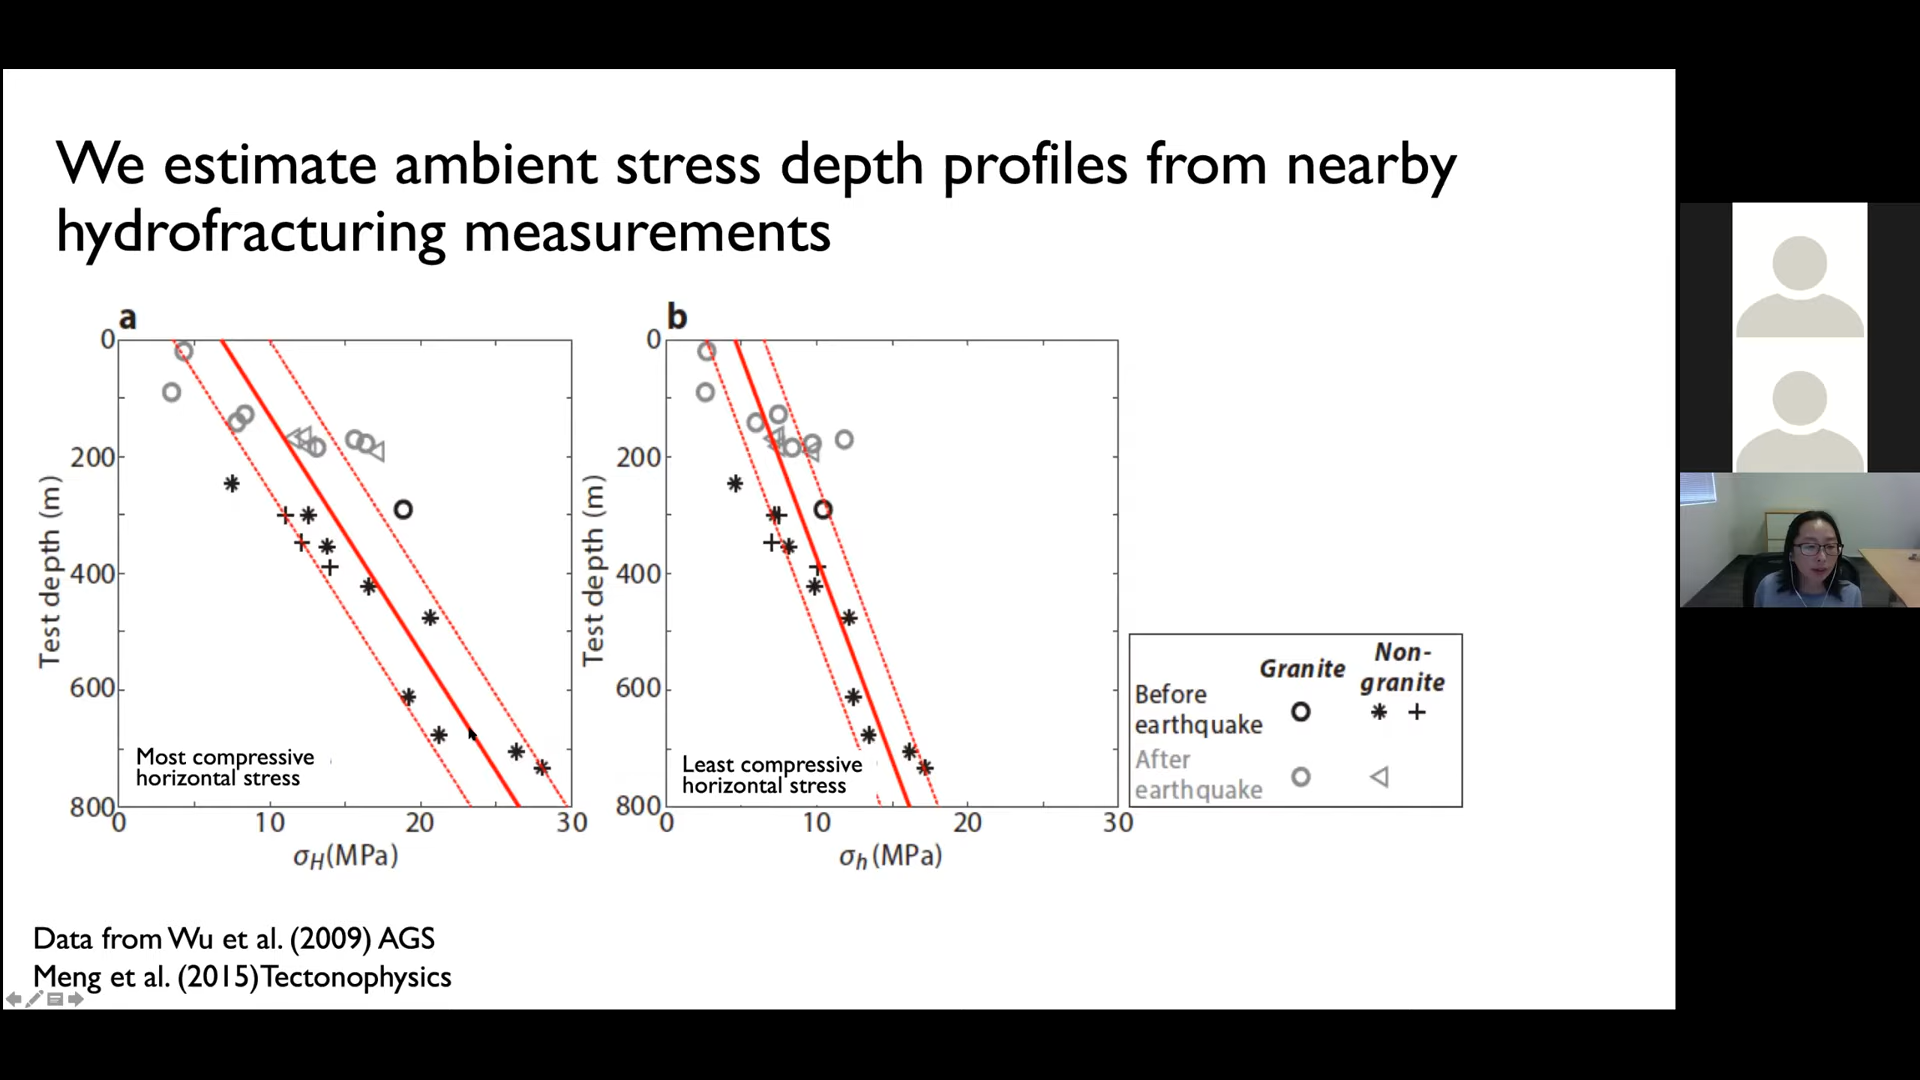 We estimate ambient stress depth profiles from nearby
hydrofracturing measurements
a
0
200
400
600
800
Test depth (m)
Most compressive
horizontal stress
0 10 20 30
σH(MPa)
b
0
200
400
600
800
Test depth (m)
Least compressive
horizontal stress
0 10 20 30
σh(MPa)
Granite
Non-
granite
Before
earthquake
After
earthquake
Data from Wu et al. (2009) AGS
Meng et al. (2015) Tectonophysics